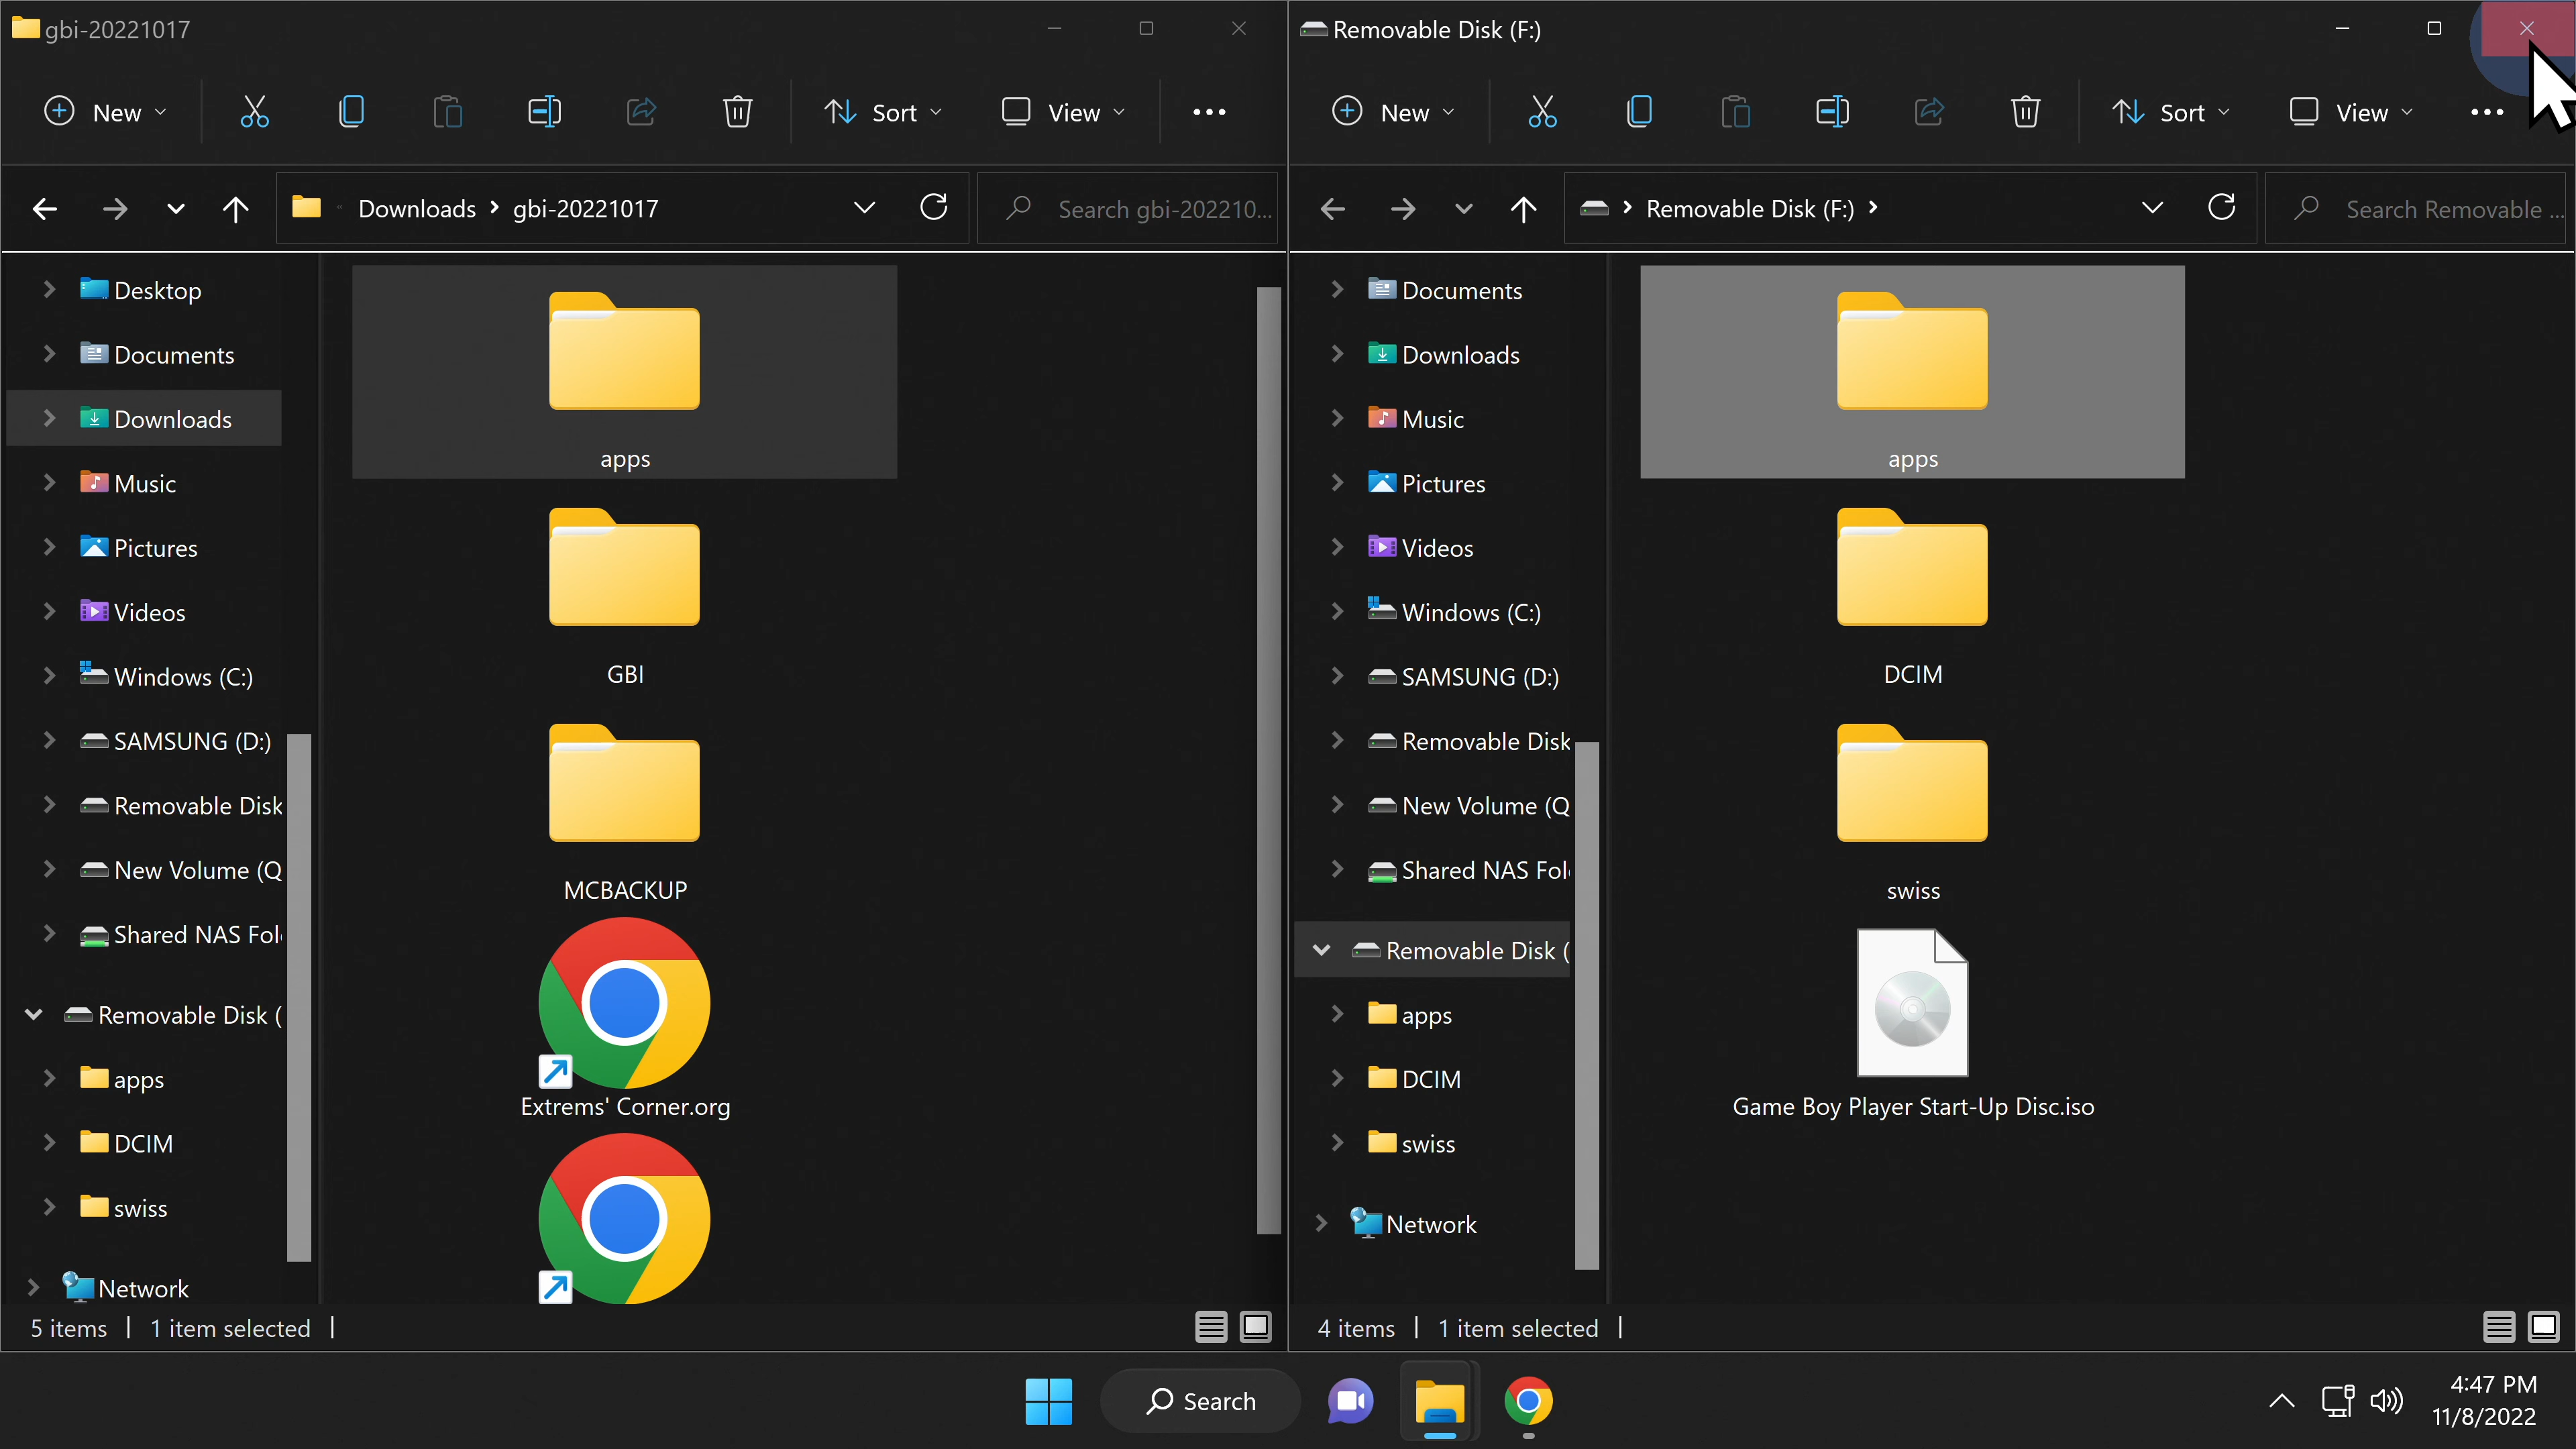 gbi-20221017
New
Sort
View
Downloads
gbi-20221017
Search gbi-202210...
Desktop
Documents
Downloads
Music
Pictures
Videos
Windows (C:)
SAMSUNG (D:)
Removable Disk
New Volume (Q
Shared NAS Fol
Removable Disk (
apps
DCIM
swiss
Network
apps
GBI
MCBACKUP
Extrems' Corner.org
5 items
1 item selected
Removable Disk (F:)
New
Sort
View
Removable Disk (F:)
Search Removable ...
Documents
Downloads
Music
Pictures
Videos
Windows (C:)
SAMSUNG (D:)
Removable Disk
New Volume (Q
Shared NAS Fol
Removable Disk (
apps
DCIM
swiss
Network
apps
DCIM
swiss
Game Boy Player Start-Up Disc.iso
4 items
1 item selected
Search
4:47 PM
11/8/2022